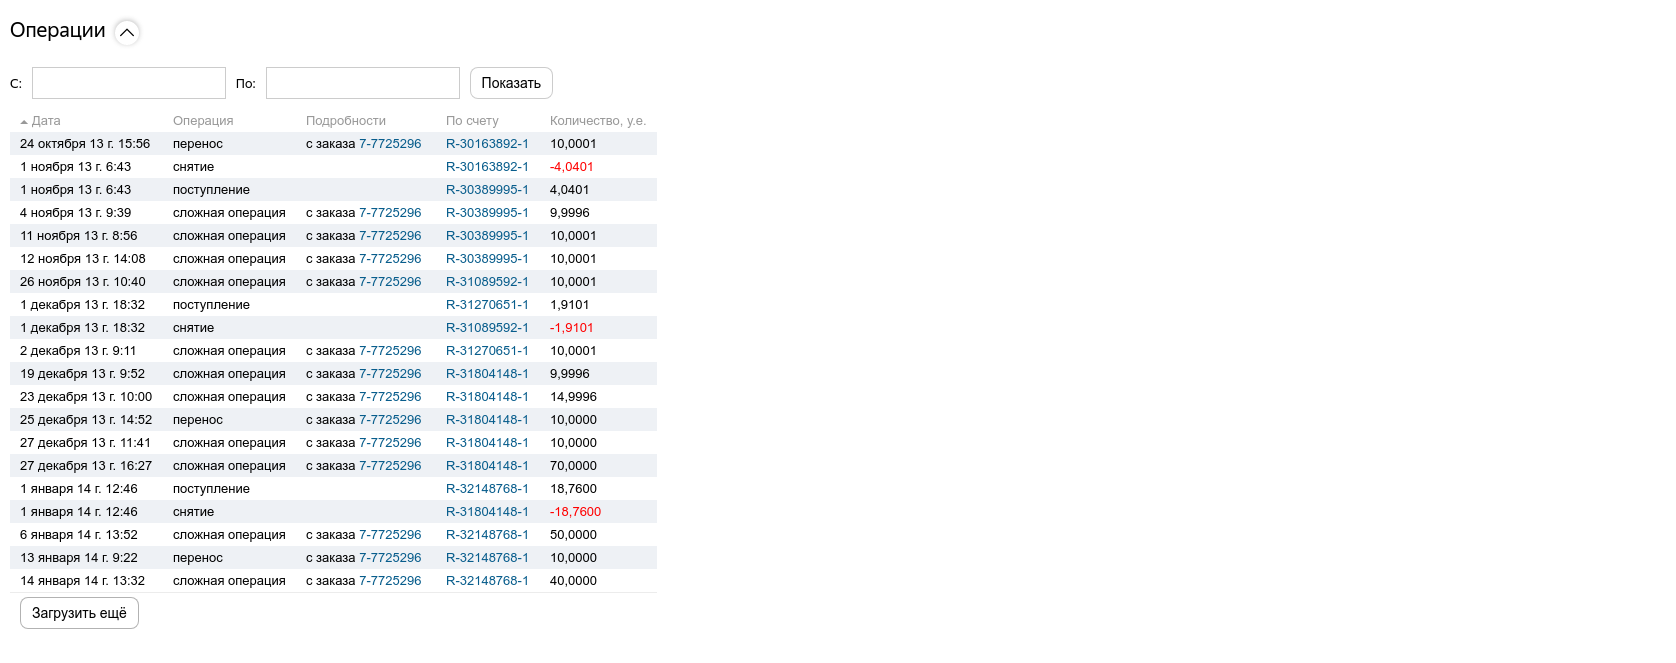 Операции
С: По: Показать
Дата Операция Подробности По счету Количество, у.е.
24 октября 13 г. 15:56 перенос с заказа 7-7725296 R-30163892-1 10,0001
1 ноября 13 г. 6:43 снятие R-30163892-1 -4,0401
1 ноября 13 г. 6:43 поступление R-30389995-1 4,0401
4 ноября 13 г. 9:39 сложная операция с заказа 7-7725296 R-30389995-1 9,9996
11 ноября 13 г. 8:56 сложная операция с заказа 7-7725296 R-30389995-1 10,0001
12 ноября 13 г. 14:08 сложная операция с заказа 7-7725296 R-30389995-1 10,0001
26 ноября 13 г. 10:40 сложная операция с заказа 7-7725296 R-31089592-1 10,0001
1 декабря 13 г. 18:32 поступление R-31270651-1 1,9101
1 декабря 13 г. 18:32 снятие R-31089592-1 -1,9101
2 декабря 13 г. 9:11 сложная операция с заказа 7-7725296 R-31270651-1 10,0001
19 декабря 13 г. 9:52 сложная операция с заказа 7-7725296 R-31804148-1 9,9996
23 декабря 13 г. 10:00 сложная операция с заказа 7-7725296 R-31804148-1 14,9996
25 декабря 13 г. 14:52 перенос с заказа 7-7725296 R-31804148-1 10,0000
27 декабря 13 г. 11:41 сложная операция с заказа 7-7725296 R-31804148-1 10,0000
27 декабря 13 г. 16:27 сложная операция с заказа 7-7725296 R-31804148-1 70,0000
1 января 14 г. 12:46 поступление R-32148768-1 18,7600
1 января 14 г. 12:46 снятие R-31804148-1 -18,7600
6 января 14 г. 13:52 сложная операция с заказа 7-7725296 R-32148768-1 50,0000
13 января 14 г. 9:22 перенос с заказа 7-7725296 R-32148768-1 10,0000
14 января 14 г. 13:32 сложная операция с заказа 7-7725296 R-32148768-1 40,0000
Загрузить ещё